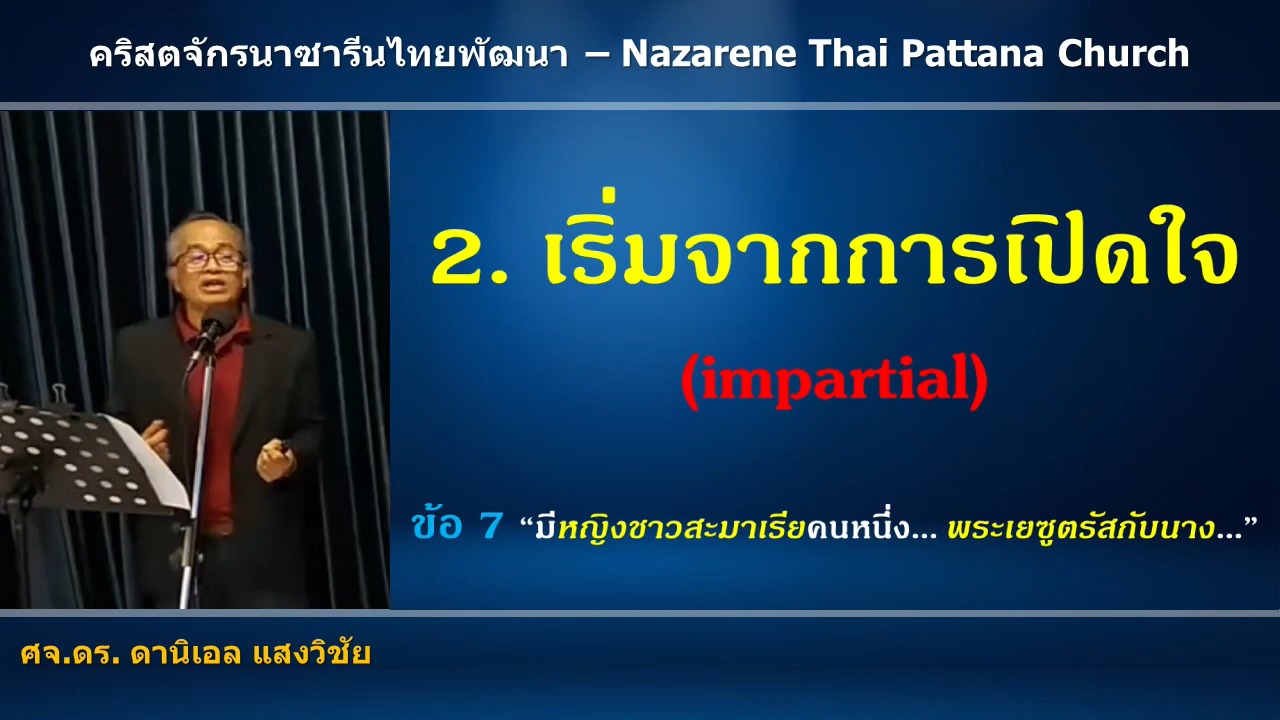 คริสตจักรนาซารีนไทยพัฒนา – Nazarene Thai Pattana Church
2. เริ่มจากการเปิดใจ
(impartial)
ข้อ 7 “มีหญิงชาวสะมาเรียคนหนึ่ง... พระเยซูตรัสกับนาง...”
ศจ.ดร. ดานิเอล แสงวิชัย